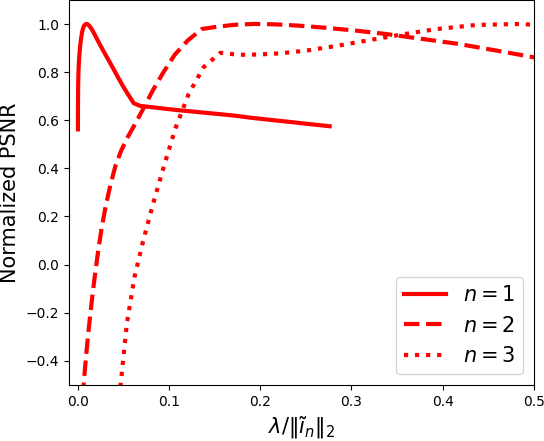 Normalized PSNR
1.0
0.8
0.6
0.4
0.2
0.0
−0.2
−0.4
0.0 0.1 0.2 0.3 0.4 0.5
λ/‖ĩₙ‖₂
n = 1
n = 2
n = 3